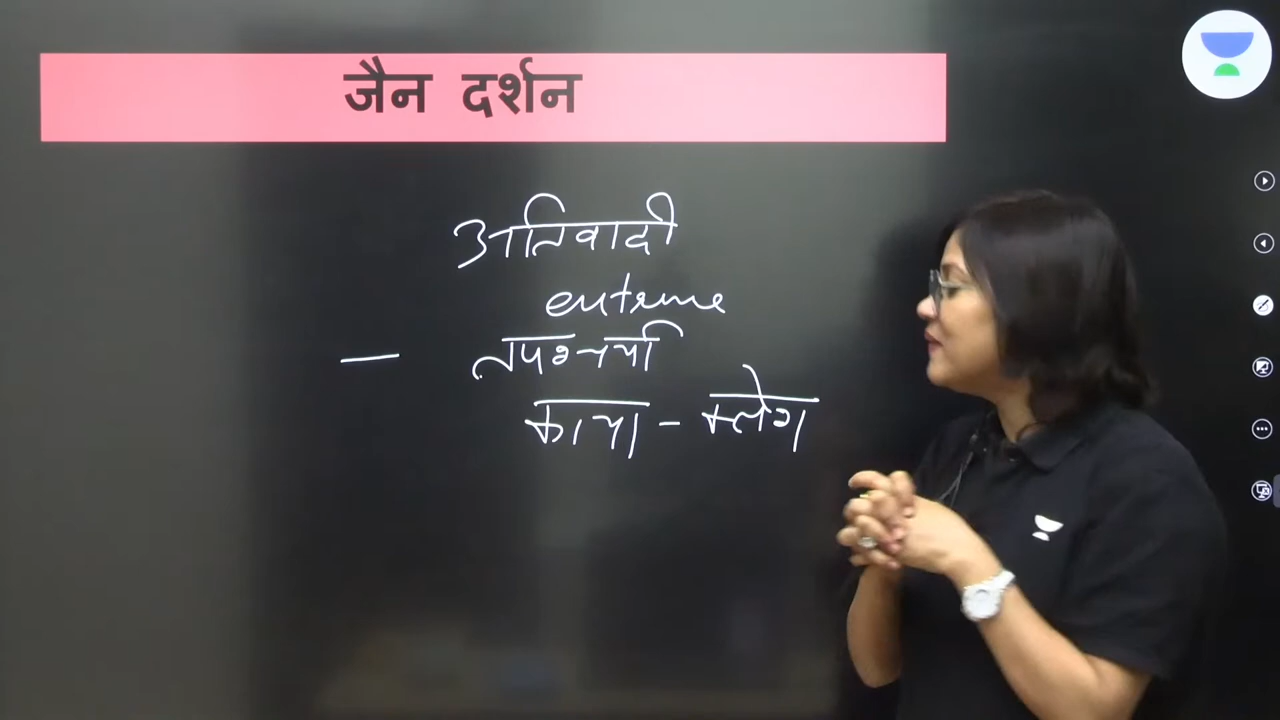 जैन दर्शन
अतिवादी
extreme
— तपश्चर्या
काया - क्लेश